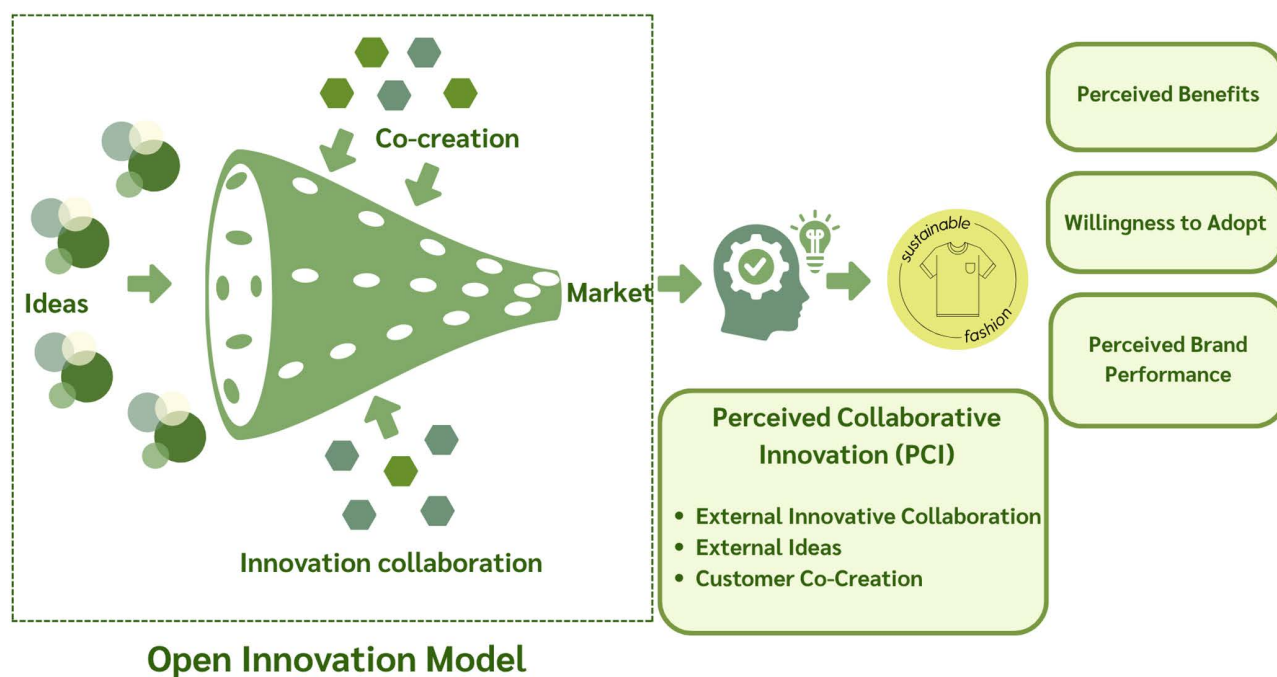 Co-creation
Ideas
Market
Innovation collaboration
Open Innovation Model
sustainable
fashion
Perceived Collaborative
Innovation (PCI)
• External Innovative Collaboration
• External Ideas
• Customer Co-Creation
Perceived Benefits
Willingness to Adopt
Perceived Brand
Performance